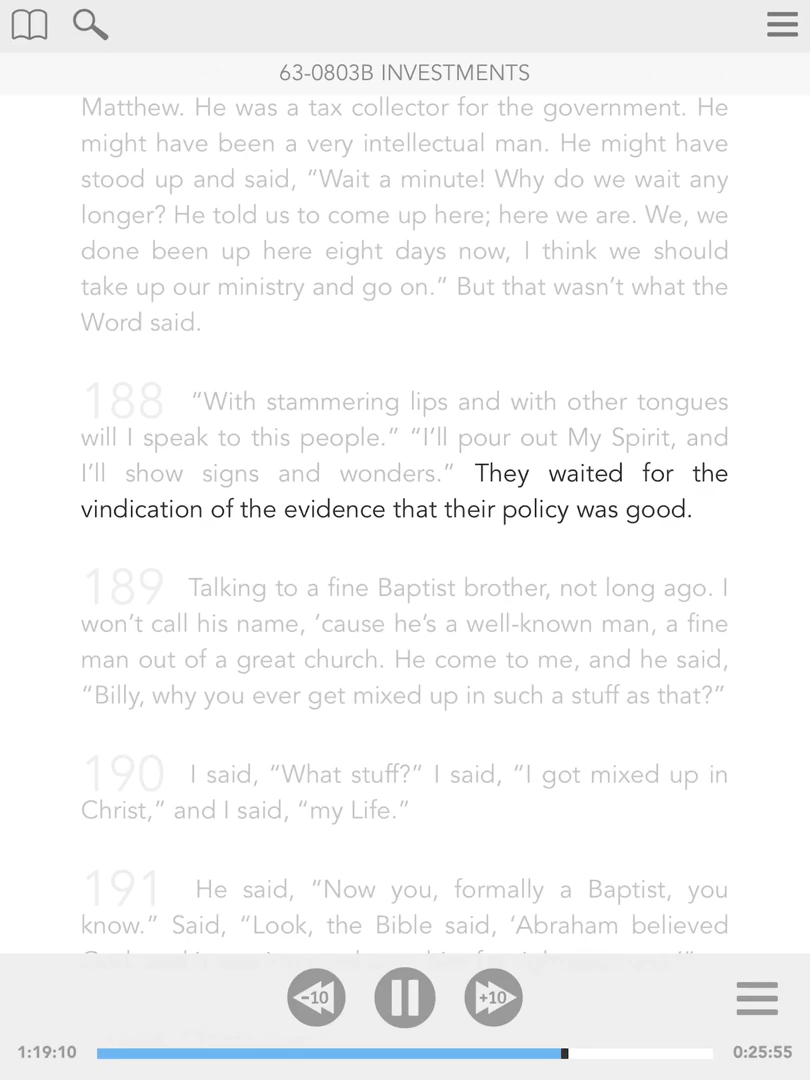 63-0803B INVESTMENTS
Matthew. He was a tax collector for the government. He
might have been a very intellectual man. He might have
stood up and said, “Wait a minute! Why do we wait any
longer? He told us to come up here; here we are. We, we
done been up here eight days now, I think we should
take up our ministry and go on.” But that wasn’t what the
Word said.
188 “With stammering lips and with other tongues
will I speak to this people.” “I’ll pour out My Spirit, and
I’ll show signs and wonders.” They waited for the
vindication of the evidence that their policy was good.
189 Talking to a fine Baptist brother, not long ago. I
won’t call his name, ’cause he’s a well-known man, a fine
man out of a great church. He come to me, and he said,
“Billy, why you ever get mixed up in such a stuff as that?”
190 I said, “What stuff?” I said, “I got mixed up in
Christ,” and I said, “my Life.”
191 He said, “Now you, formally a Baptist, you
know.” Said, “Look, the Bible said, ‘Abraham believed
-10
+10
1:19:10
0:25:55